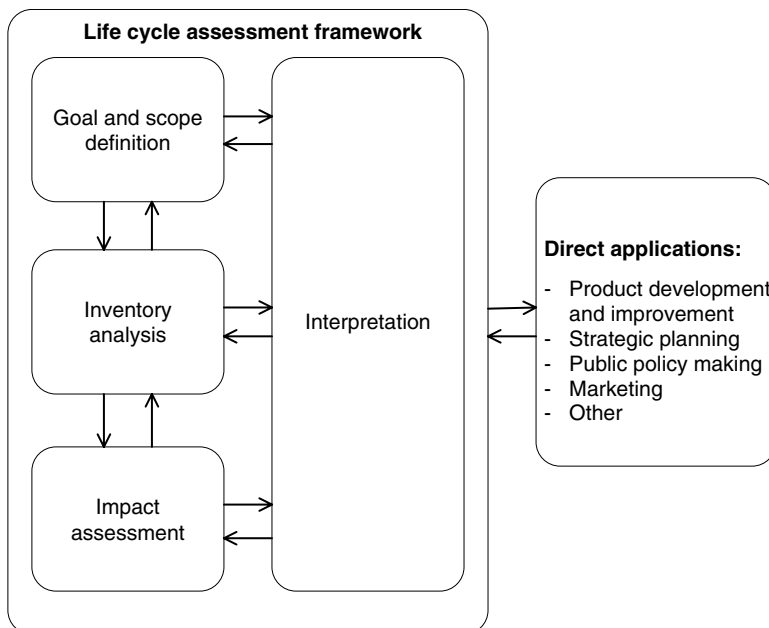 Life cycle assessment framework
Goal and scope
definition
Inventory
analysis
Impact
assessment
Interpretation
Direct applications:
- Product development
and improvement
- Strategic planning
- Public policy making
- Marketing
- Other